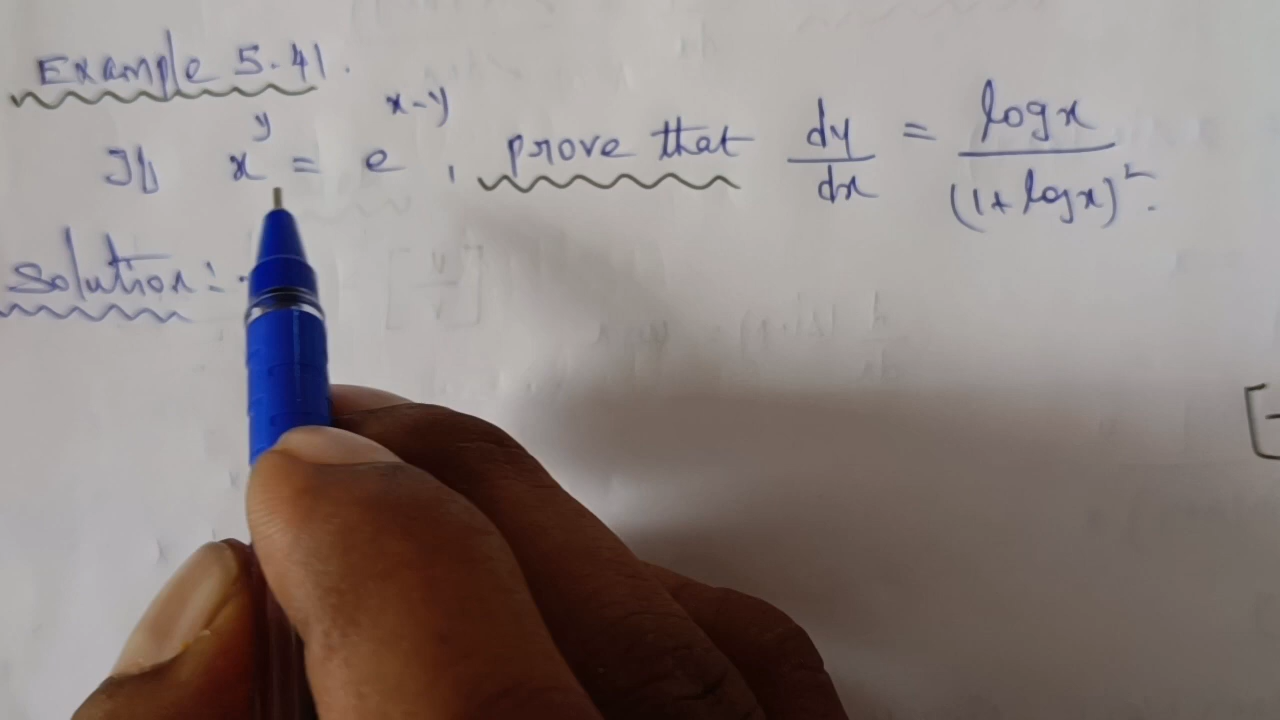 Example 5.41.
If x^y = e^(x-y), prove that dy/dx = log x/(1+log x)^2.
Solution:-